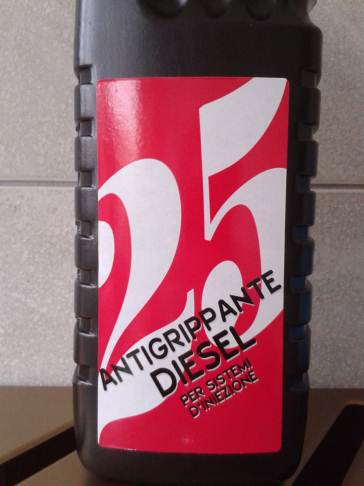 25
ANTIGRIPPANTE
DIESEL
PER SISTEMI
D'INIEZIONE